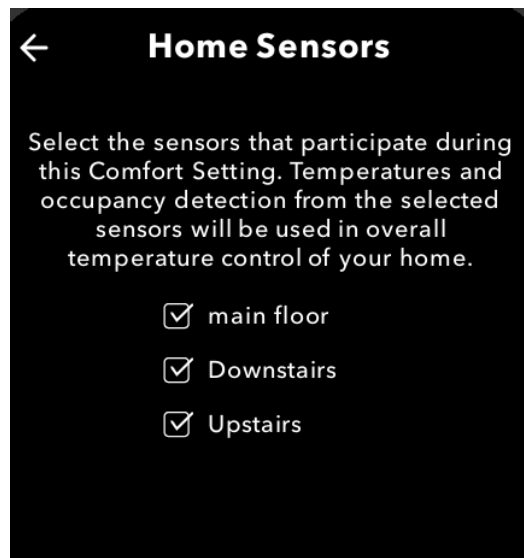 Home Sensors
Select the sensors that participate during
this Comfort Setting. Temperatures and
occupancy detection from the selected
sensors will be used in overall
temperature control of your home.
main floor
Downstairs
Upstairs